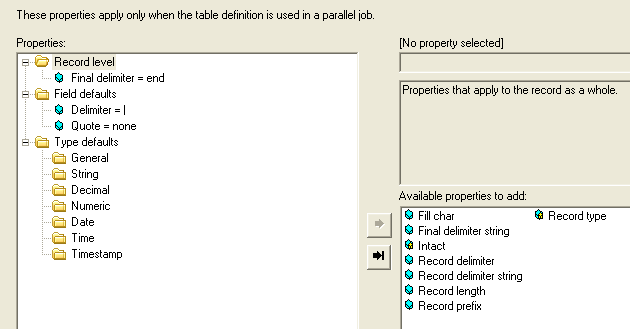 These properties apply only when the table definition is used in a parallel job.
Properties:
Record level
Final delimiter = end
Field defaults
Delimiter = |
Quote = none
Type defaults
General
String
Decimal
Numeric
Date
Time
Timestamp
[No property selected]
Properties that apply to the record as a whole.
Available properties to add:
Fill char
Final delimiter string
Intact
Record delimiter
Record delimiter string
Record length
Record prefix
Record type